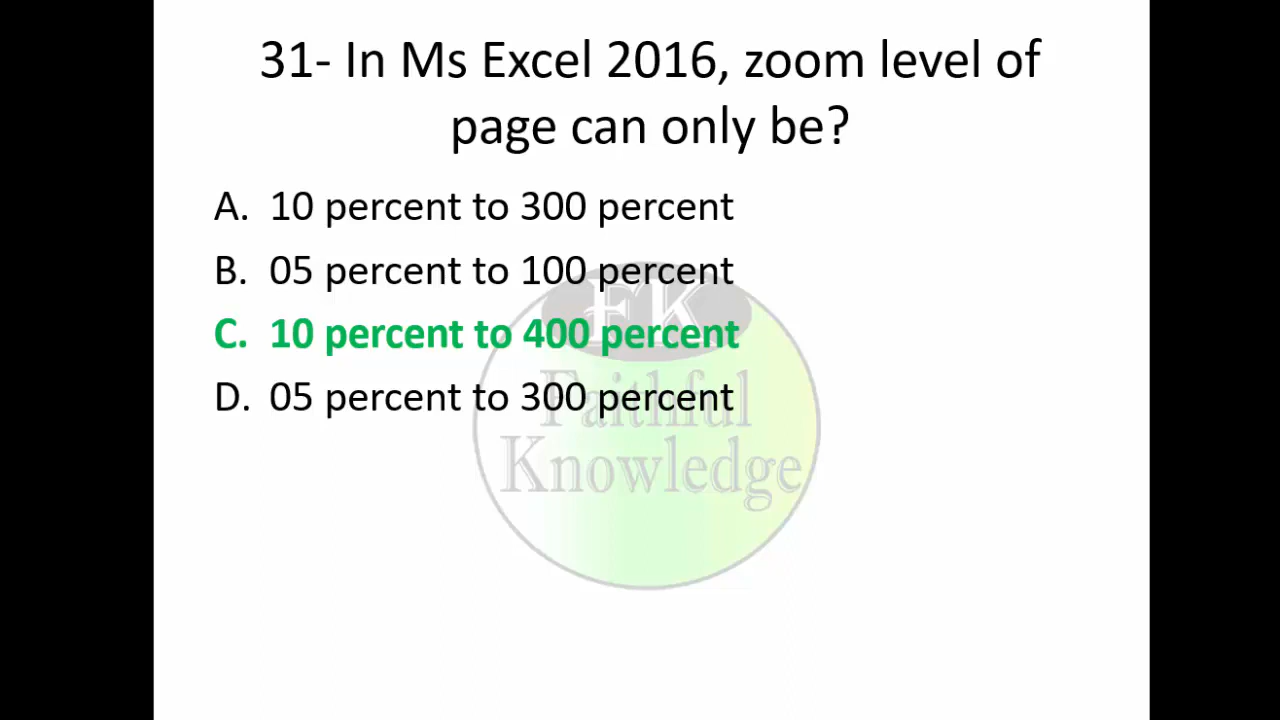 31- In Ms Excel 2016, zoom level of
page can only be?
A. 10 percent to 300 percent
B. 05 percent to 100 percent
FK
C. 10 percent to 400 percent
D. 05 percent to 300 percent
Faithful
Knowledge